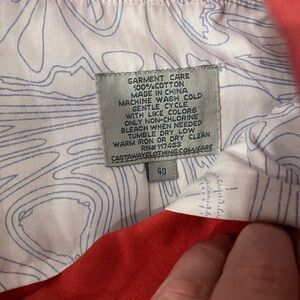 GARMENT CARE
100%COTTON
MADE IN CHINA
MACHINE WASH COLD
GENTLE CYCLE
WITH LIKE COLORS
ONLY NON-CHLORINE
BLEACH WHEN NEEDED
TUMBLE DRY LOW
WARM IRON OR DRY CLEAN
RN#117433
CASTAWAYCLOTHING.COM/CARE
40